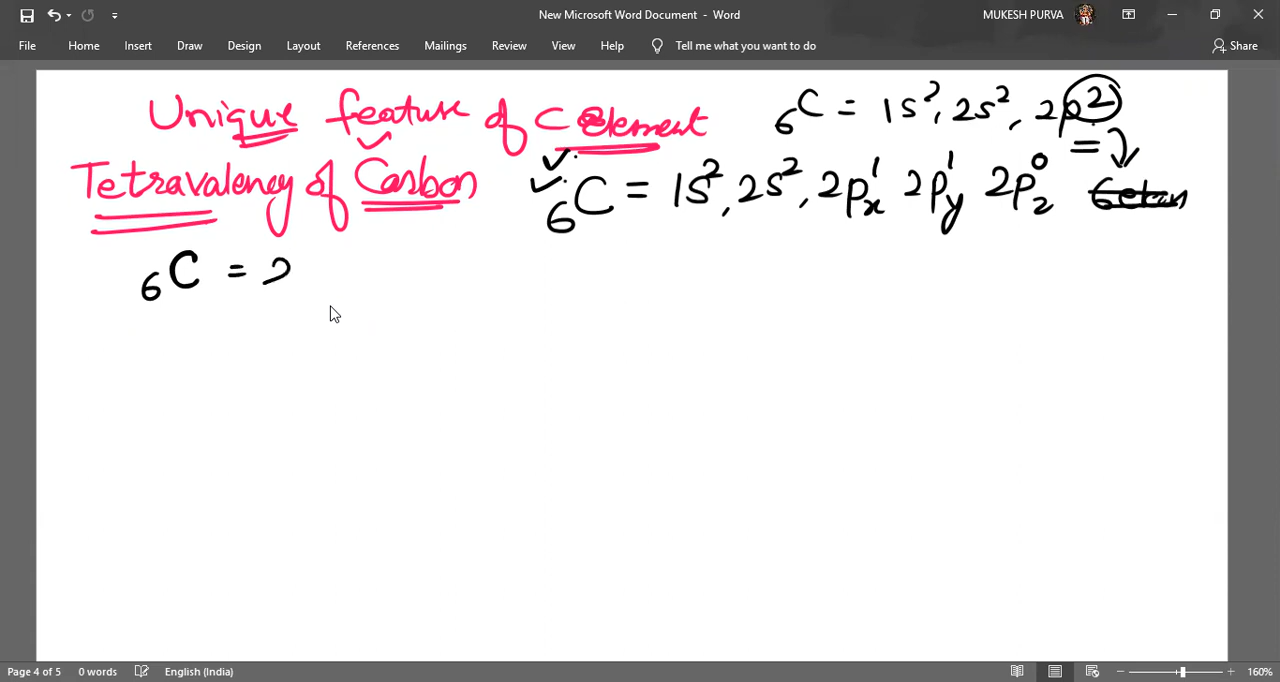 New Microsoft Word Document - Word
MUKESH PURVA
File Home Insert Draw Design Layout References Mailings Review View Help Tell me what you want to do Share
Unique feature of C element
₆C = 1s², 2s², 2p²
Tetravalency of Carbon
₆C = 1s², 2s², 2pₓ¹ 2pᵧ¹ 2p_z⁰
₆C = 2
Page 4 of 5 0 words English (India) 160%